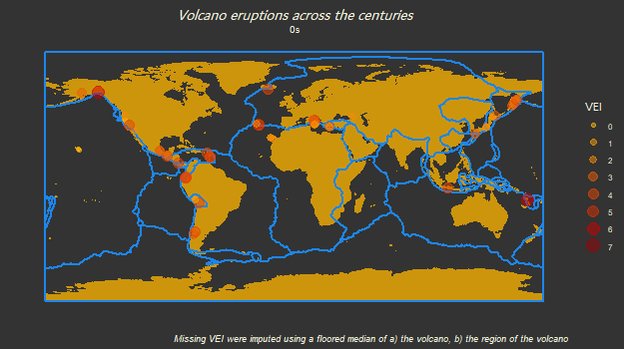 Volcano eruptions across the centuries
0s
VEI
0
1
2
3
4
5
6
7
Missing VEI were imputed using a floored median of a) the volcano, b) the region of the volcano